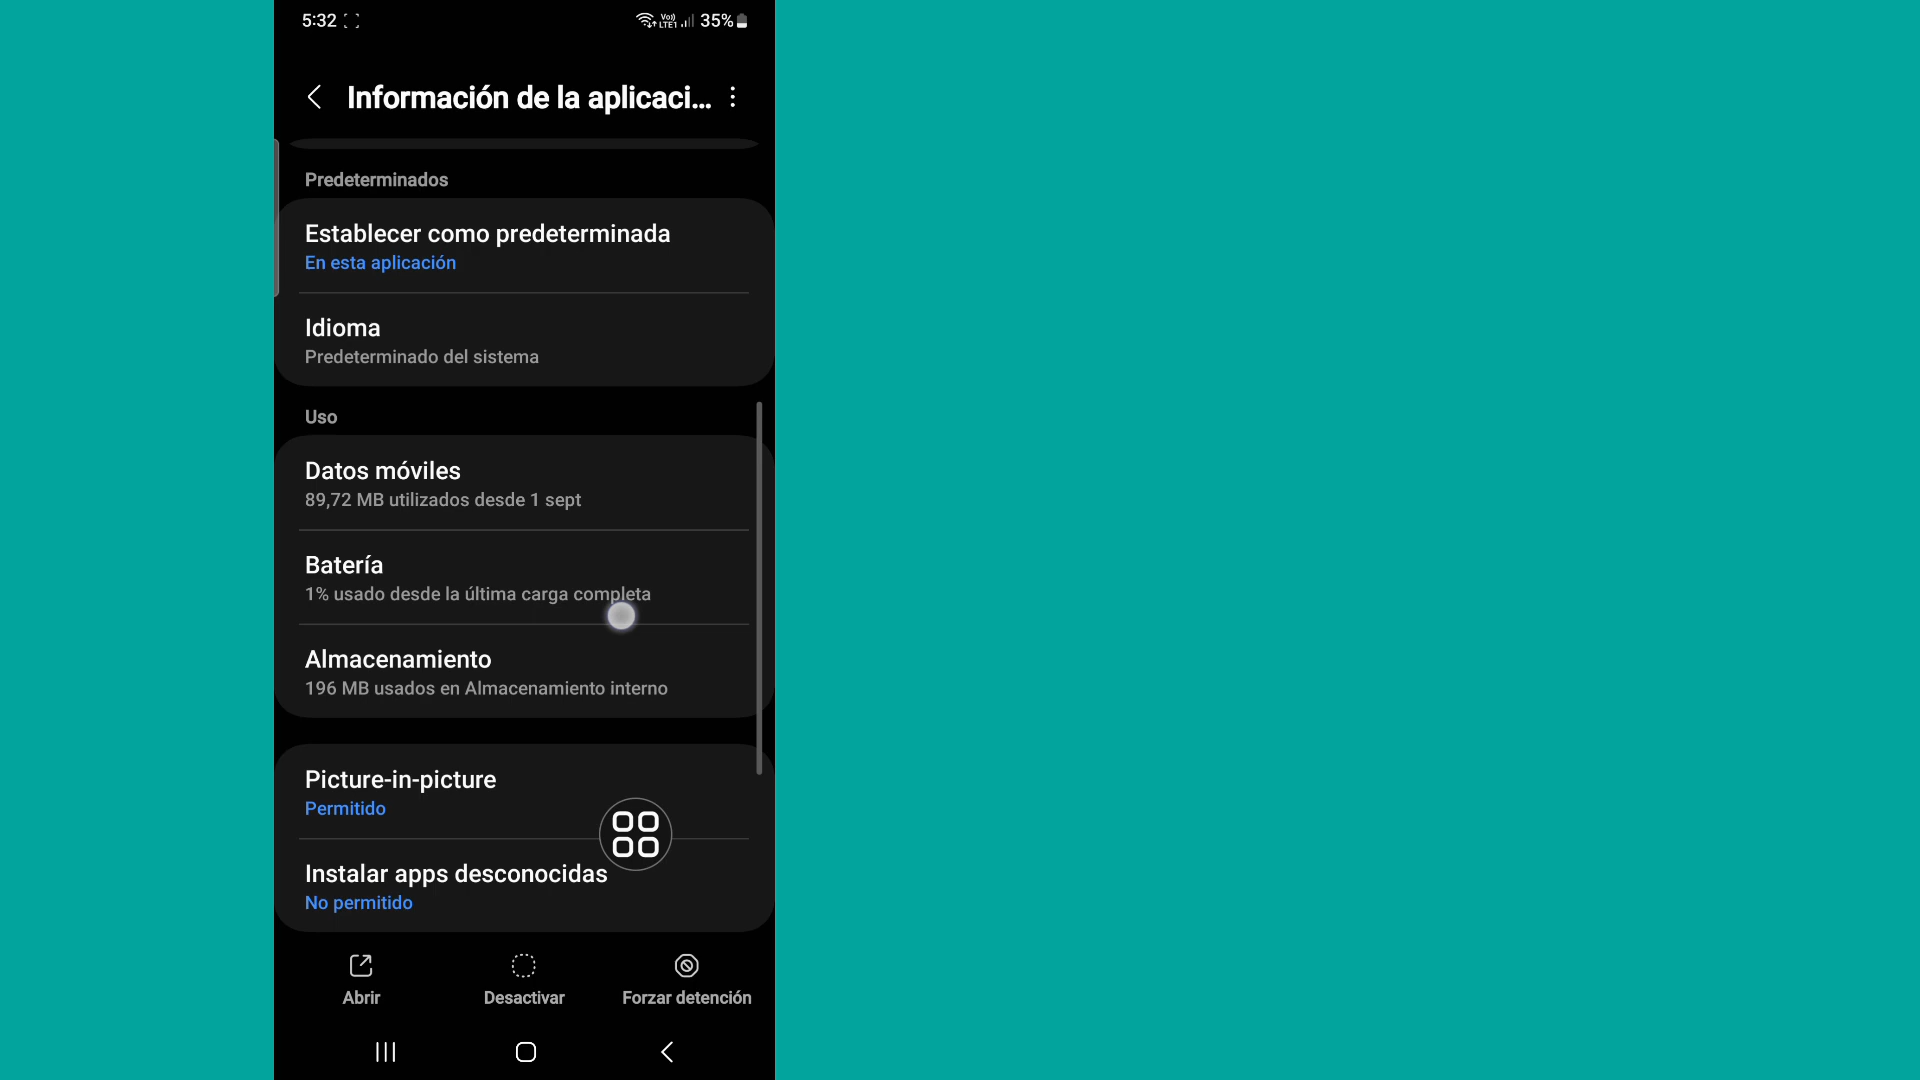 5:32
Vo)) LTE1 35%
Información de la aplicaci...
Predeterminados
Establecer como predeterminada
En esta aplicación
Idioma
Predeterminado del sistema
Uso
Datos móviles
89,72 MB utilizados desde 1 sept
Batería
1% usado desde la última carga completa
Almacenamiento
196 MB usados en Almacenamiento interno
Picture-in-picture
Permitido
Instalar apps desconocidas
No permitido
Abrir
Desactivar
Forzar detención